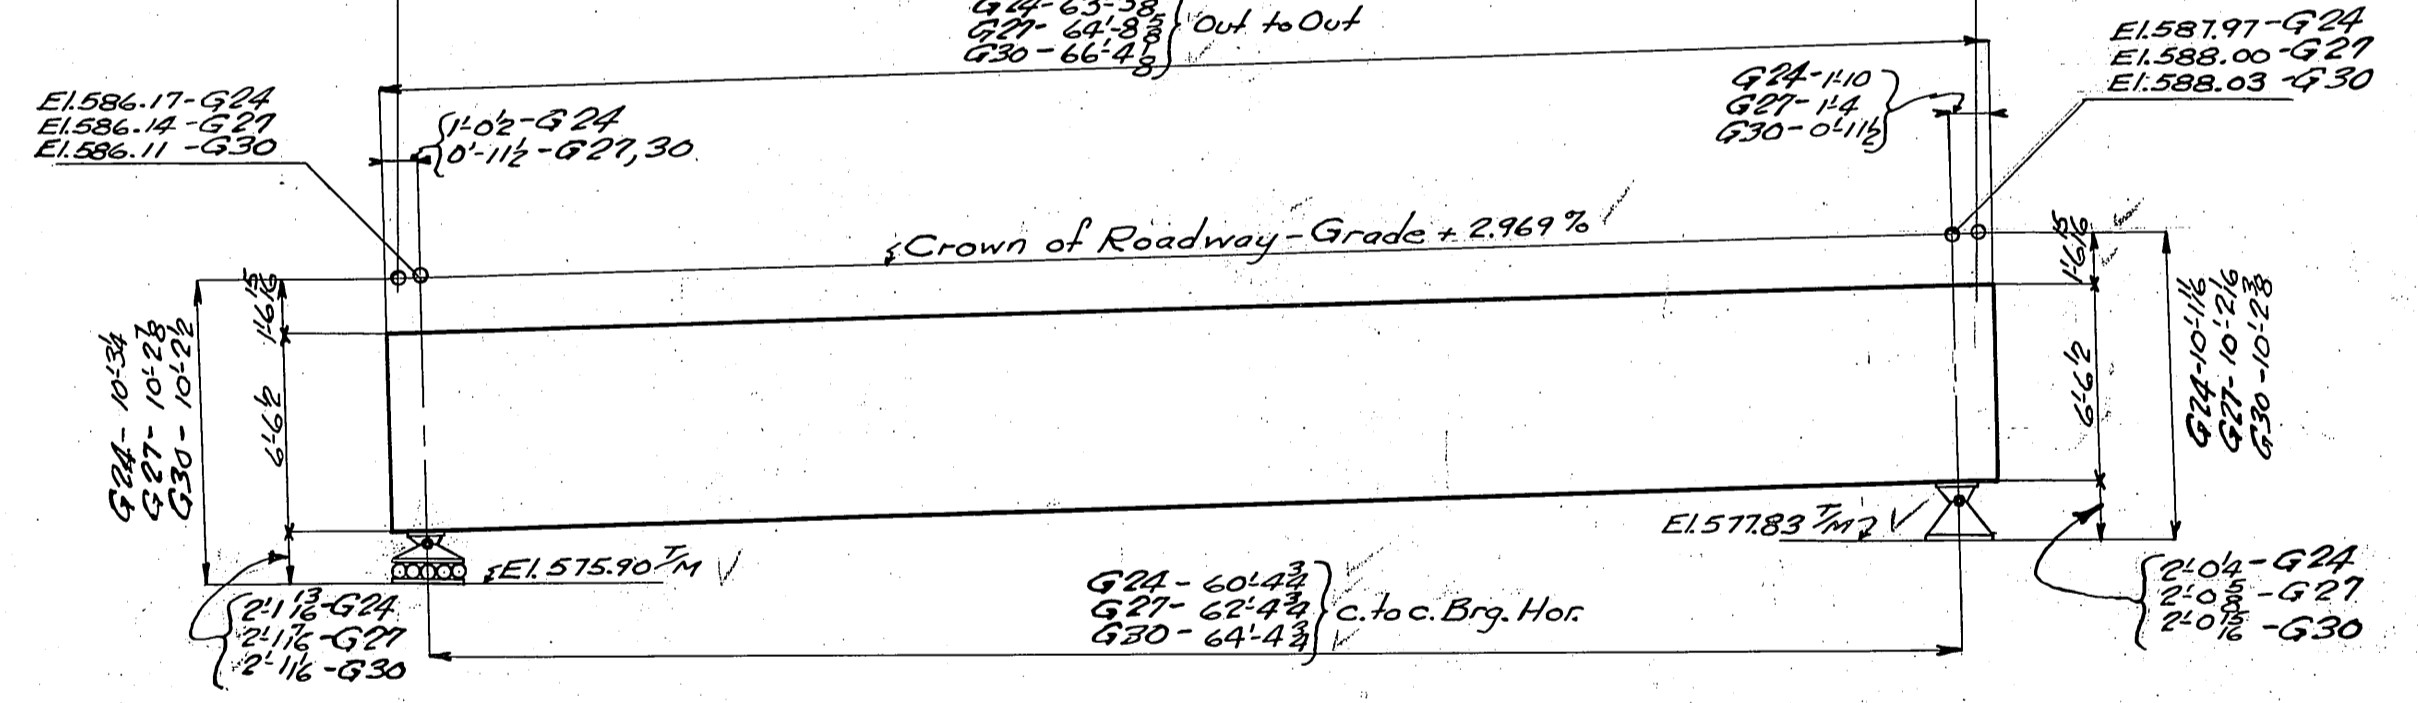 G24-63'-5⅝
G27- 64'-8⅝
G30-66'-4⅛
Out to Out
El.587.97-G24
El.588.00-G27
El.588.03-G30
El.586.17-G24
El.586.14-G27
El.586.11-G30
1'-0½-G24
0'-11½-G27,30
G24-1'-10
G27-1'-4
G30-0'-11½
Crown of Roadway-Grade + 2.969%
1'-6 15/16
6'-6½
G24- 10'-3¼
G27- 10'-2⅞
G30- 10'-2½
1'-6 15/16
6'-6½
G24-10'-1 11/16
G27-10'-2 1/16
G30-10'-2⅜
El.575.90 T/M
El.577.83 T/M
2'-1 13/16-G24
2'-1 7/16-G27
2'-1 1/16-G30
G24- 60'-4¾
G27- 62'-4¾
G30- 64'-4¾
c.to c. Brg. Hor.
2'-0¼-G24
2'-0⅝-G27
2'-0 15/16-G30